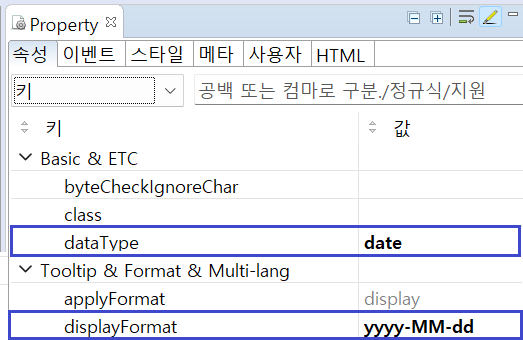 Property
속성 이벤트 스타일 메타 사용자 HTML
키 공백 또는 컴마로 구분./정규식/지원
키 값
Basic & ETC
byteCheckIgnoreChar
class
dataType date
Tooltip & Format & Multi-lang
applyFormat display
displayFormat yyyy-MM-dd